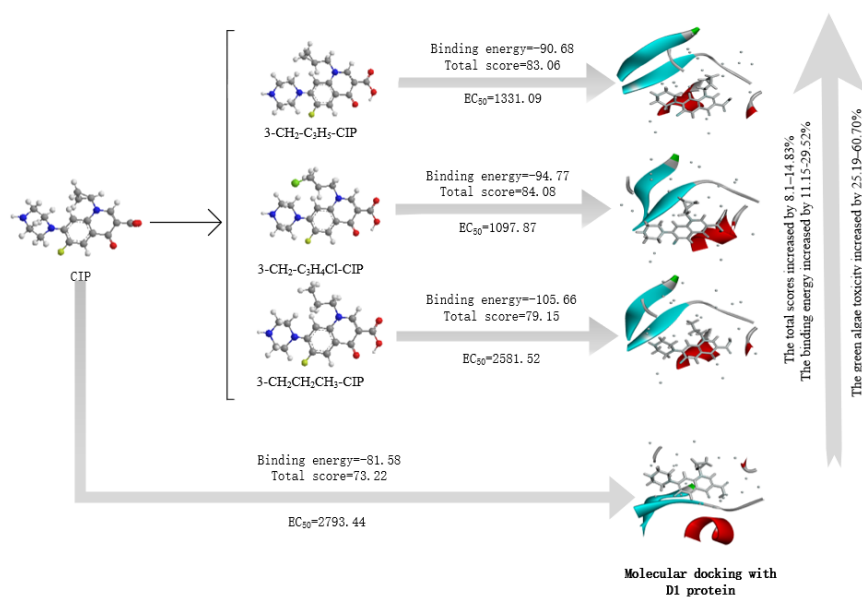 Binding energy=-90.68
Total score=83.06
EC₅₀=1331.09
3-CH₂-C₃H₅-CIP
Binding energy=-94.77
Total score=84.08
EC₅₀=1097.87
3-CH₂-C₃H₄Cl-CIP
CIP
Binding energy=-105.66
Total score=79.15
EC₅₀=2581.52
3-CH₂CH₂CH₃-CIP
Binding energy=-81.58
Total score=73.22
EC₅₀=2793.44
Molecular docking with
D1 protein
The total scores increased by 8.1–14.83%
The binding energy increased by 11.15-29.52%
The green algae toxicity increased by 25.19–60.70%